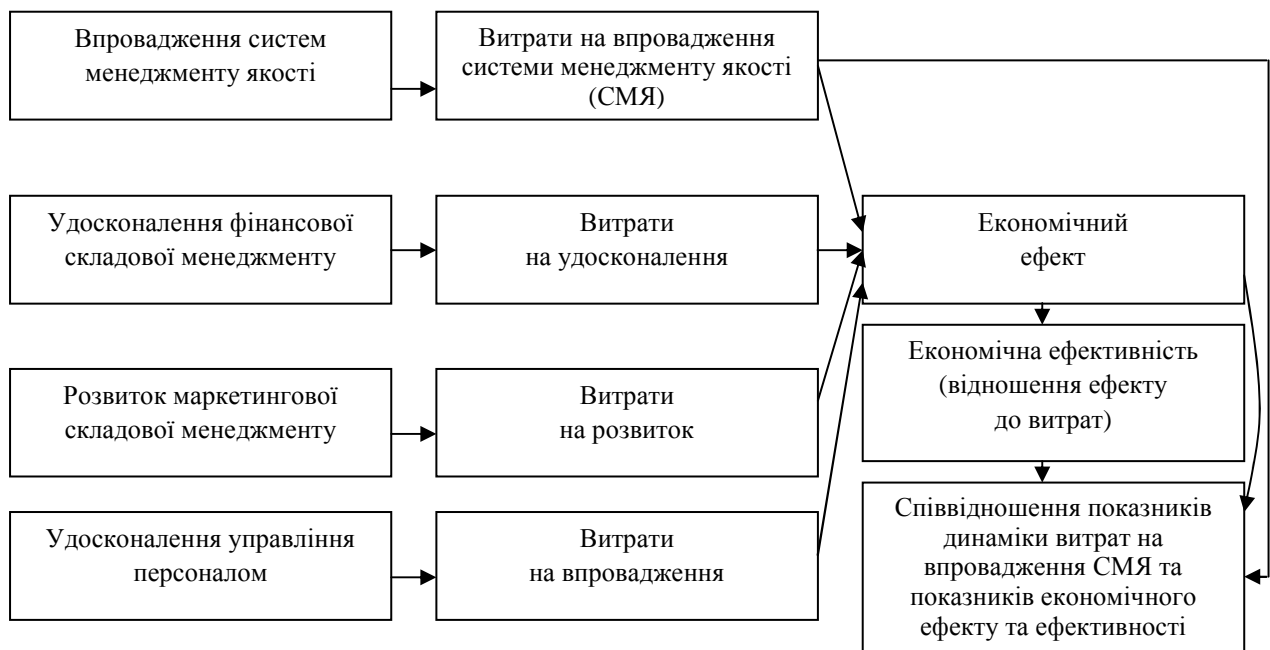 Впровадження систем
менеджменту якості
Витрати на впровадження
системи менеджменту якості
(СМЯ)
Удосконалення фінансової
складової менеджменту
Витрати
на удосконалення
Економічний
ефект
Економічна ефективність
(відношення ефекту
до витрат)
Розвиток маркетингової
складової менеджменту
Витрати
на розвиток
Співвідношення показників
динаміки витрат на
впровадження СМЯ та
показників економічного
ефекту та ефективності
Удосконалення управління
персоналом
Витрати
на впровадження